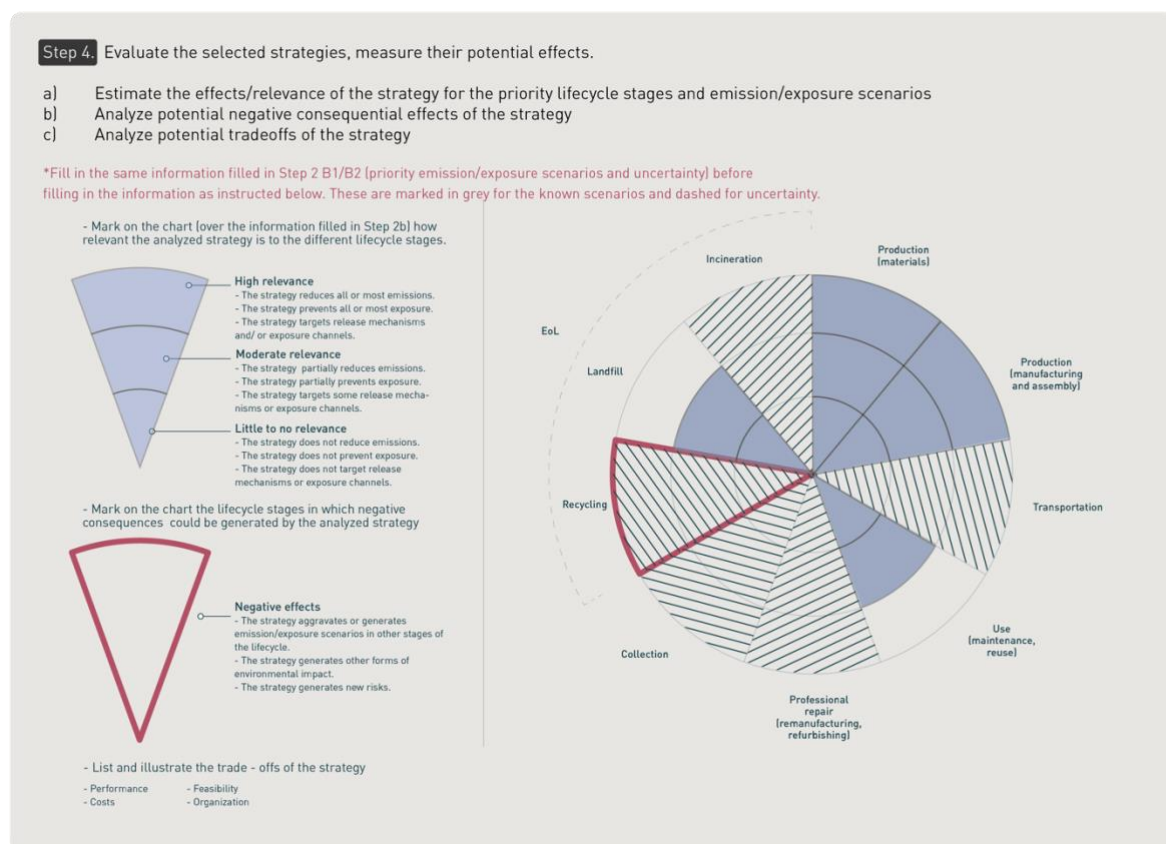 Step 4. Evaluate the selected strategies, measure their potential effects.
a) Estimate the effects/relevance of the strategy for the priority lifecycle stages and emission/exposure scenarios
b) Analyze potential negative consequential effects of the strategy
c) Analyze potential tradeoffs of the strategy
*Fill in the same information filled in Step 2 B1/B2 (priority emission/exposure scenarios and uncertainty) before
filling in the information as instructed below. These are marked in grey for the known scenarios and dashed for uncertainty.
- Mark on the chart (over the information filled in Step 2b) how
relevant the analyzed strategy is to the different lifecycle stages.
High relevance
- The strategy reduces all or most emissions.
- The strategy prevents all or most exposure.
- The strategy targets release mechanisms
and/ or exposure channels.
Moderate relevance
- The strategy partially reduces emissions.
- The strategy partially prevents exposure.
- The strategy targets some release mecha-
nisms or exposure channels.
Little to no relevance
- The strategy does not reduce emissions.
- The strategy does not prevent exposure.
- The strategy does not target release
mechanisms or exposure channels.
- Mark on the chart the lifecycle stages in which negative
consequences could be generated by the analyzed strategy
Negative effects
- The strategy aggravates or generates
emission/exposure scenarios in other stages of
the lifecycle.
- The strategy generates other forms of
environmental impact.
- The strategy generates new risks.
- List and illustrate the trade - offs of the strategy
- Performance
- Costs
- Feasibility
- Organization
Production
(materials)
Production
(manufacturing
and assembly)
Transportation
Use
(maintenance,
reuse)
Professional
repair
(remanufacturing,
refurbishing)
Collection
Recycling
Landfill
Incineration
EoL